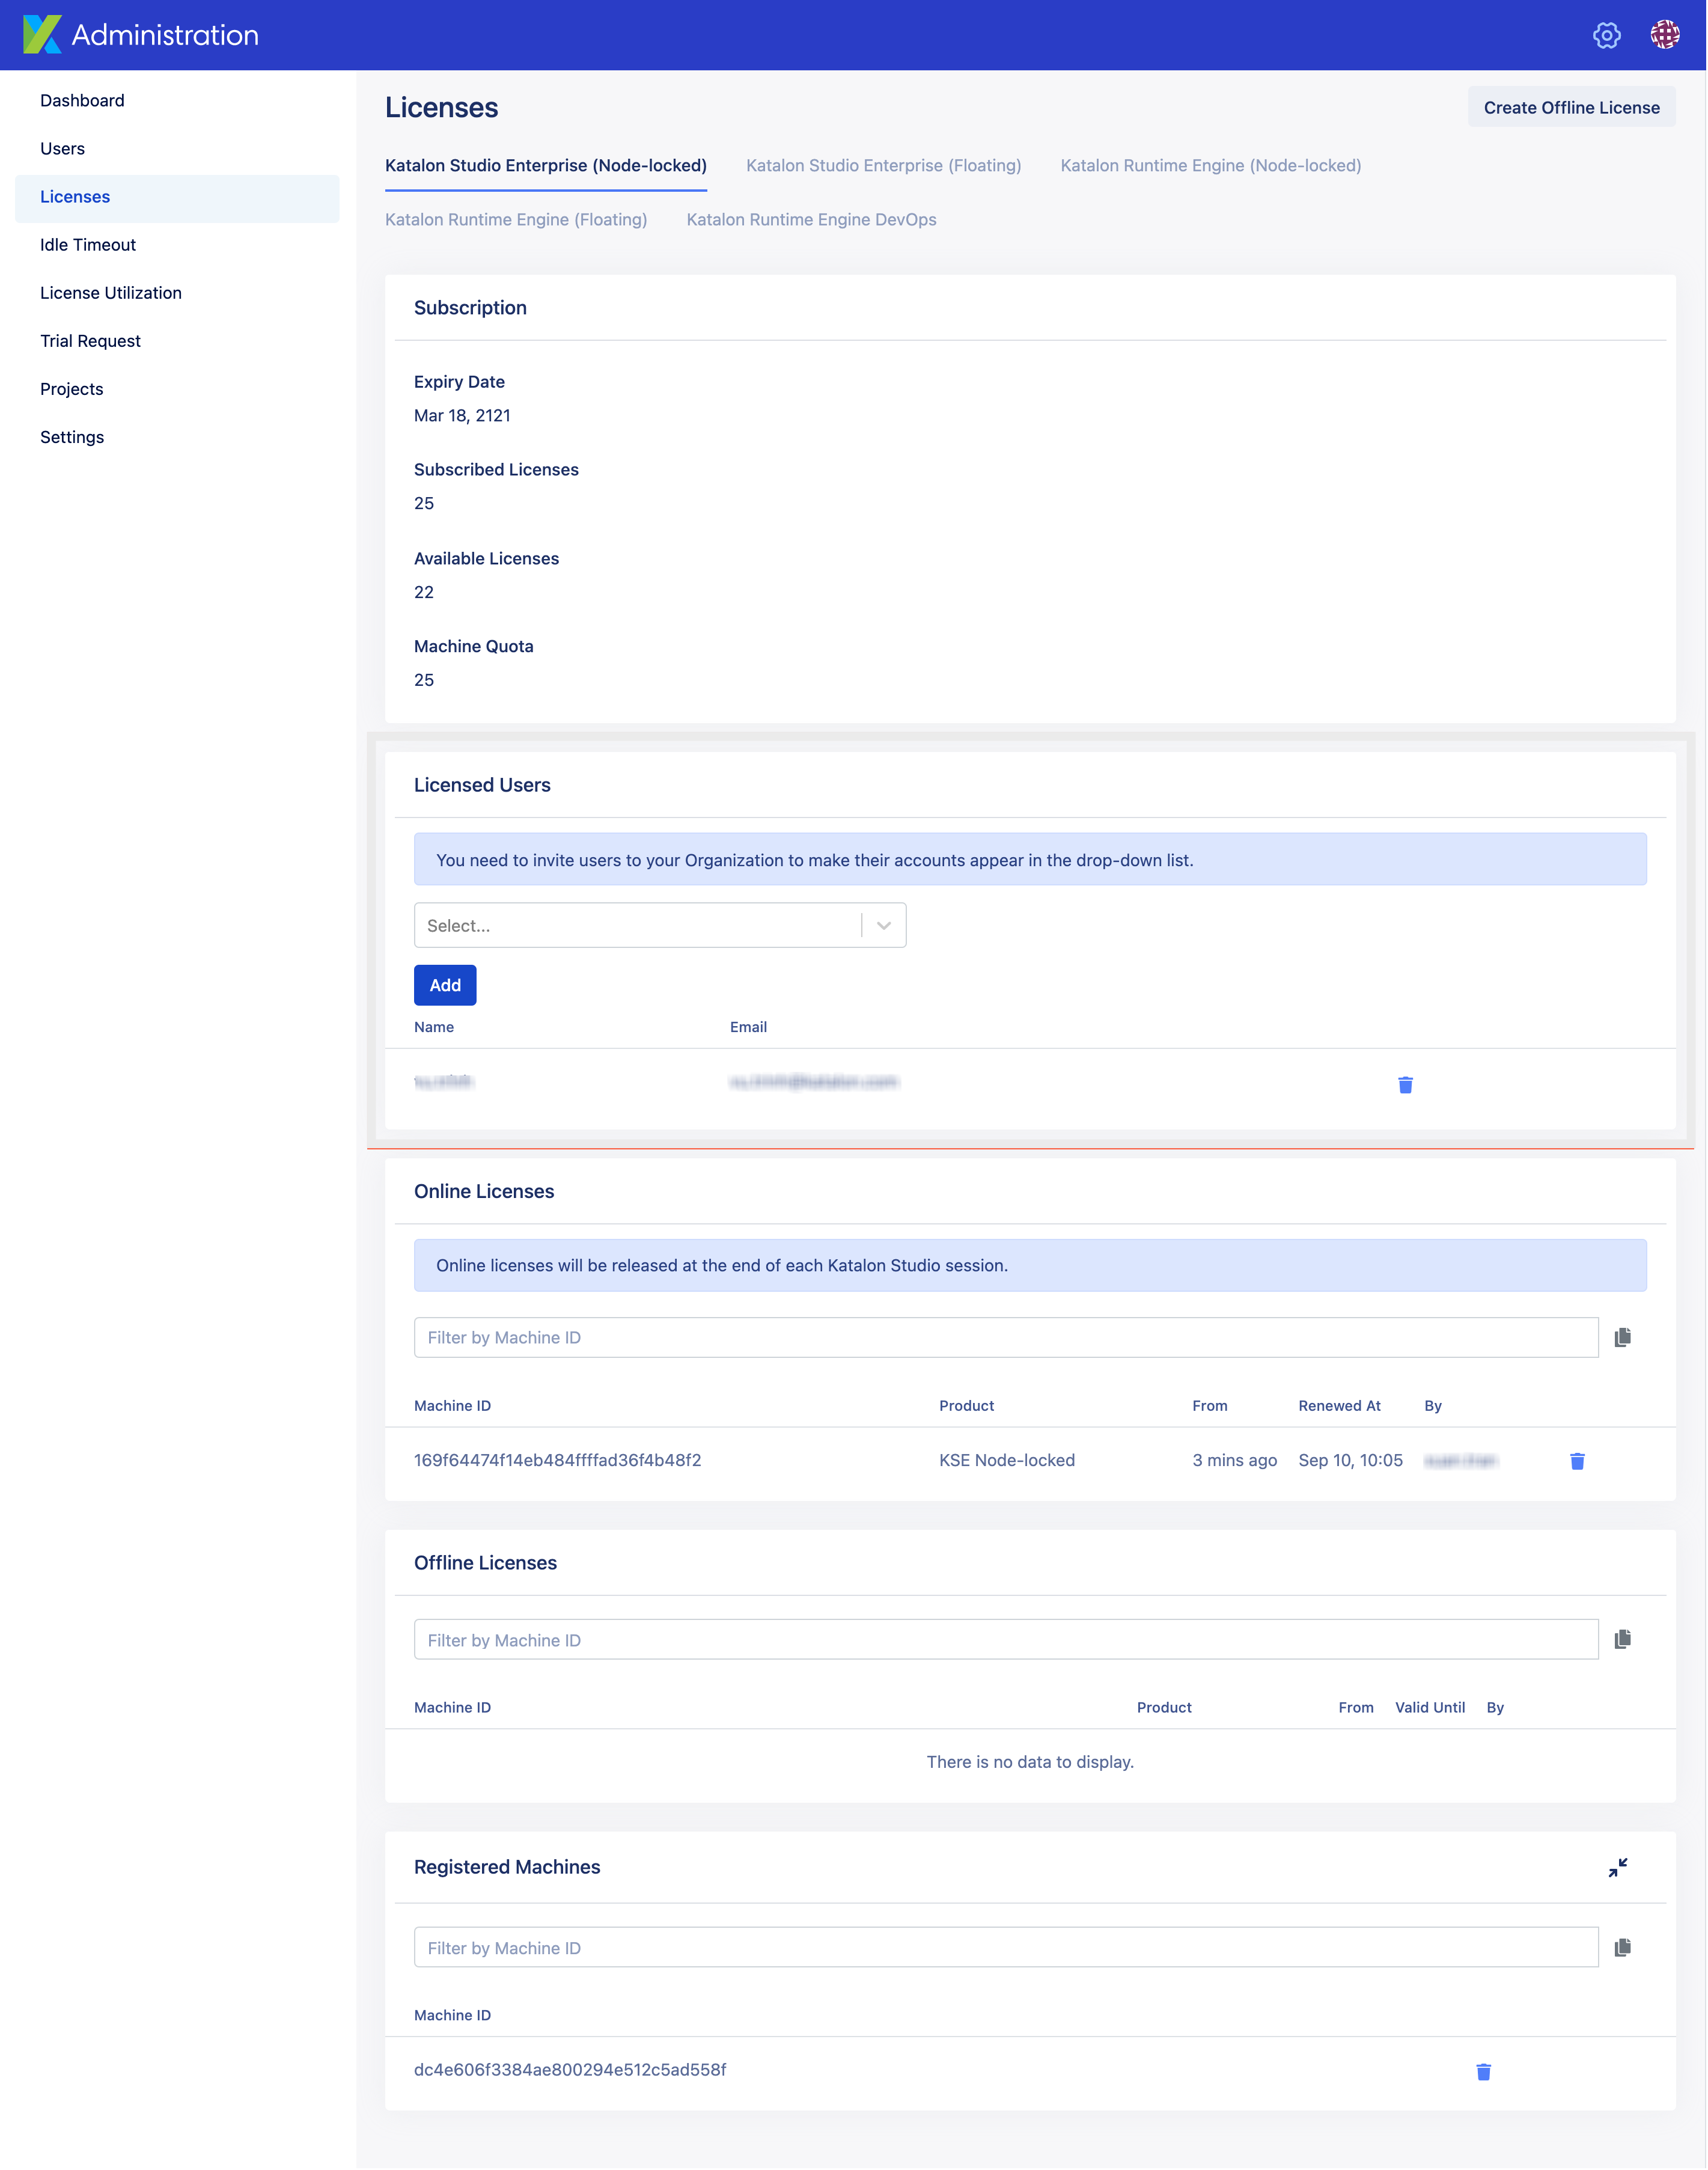 Administration
Dashboard
Users
Licenses
Idle Timeout
License Utilization
Trial Request
Projects
Settings
Licenses
Create Offline License
Katalon Studio Enterprise (Node-locked) Katalon Studio Enterprise (Floating) Katalon Runtime Engine (Node-locked)
Katalon Runtime Engine (Floating) Katalon Runtime Engine DevOps
Subscription
Expiry Date
Mar 18, 2121
Subscribed Licenses
25
Available Licenses
22
Machine Quota
25
Licensed Users
You need to invite users to your Organization to make their accounts appear in the drop-down list.
Select...
Add
Name Email
Online Licenses
Online licenses will be released at the end of each Katalon Studio session.
Filter by Machine ID
Machine ID Product From Renewed At By
169f64474f14eb484ffffad36f4b48f2 KSE Node-locked 3 mins ago Sep 10, 10:05
Offline Licenses
Filter by Machine ID
Machine ID Product From Valid Until By
There is no data to display.
Registered Machines
Filter by Machine ID
Machine ID
dc4e606f3384ae800294e512c5ad558f